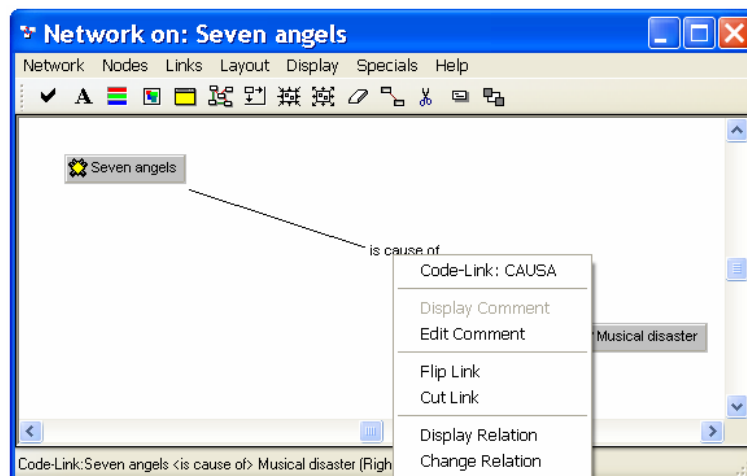 Network on: Seven angels
Network Nodes Links Layout Display Specials Help
A
Seven angels
is cause of
Code-Link: CAUSA
Display Comment
Edit Comment
Musical disaster
Flip Link
Cut Link
Display Relation
Change Relation
Code-Link:Seven angels <is cause of> Musical disaster (Righ